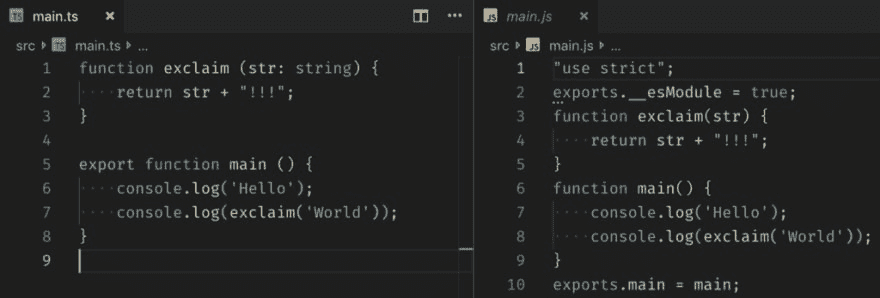 main.ts ×
src main.ts ...
1 function exclaim (str: string) {
2 ····return str + "!!!";
3 }
4
5 export function main () {
6 ····console.log('Hello');
7 ····console.log(exclaim('World'));
8 }
9
JS main.js ×
src JS main.js ...
1 "use strict";
2 exports.__esModule = true;
3 function exclaim(str) {
4 ····return str + "!!!";
5 }
6 function main() {
7 ····console.log('Hello');
8 ····console.log(exclaim('World'));
9 }
10 exports.main = main;